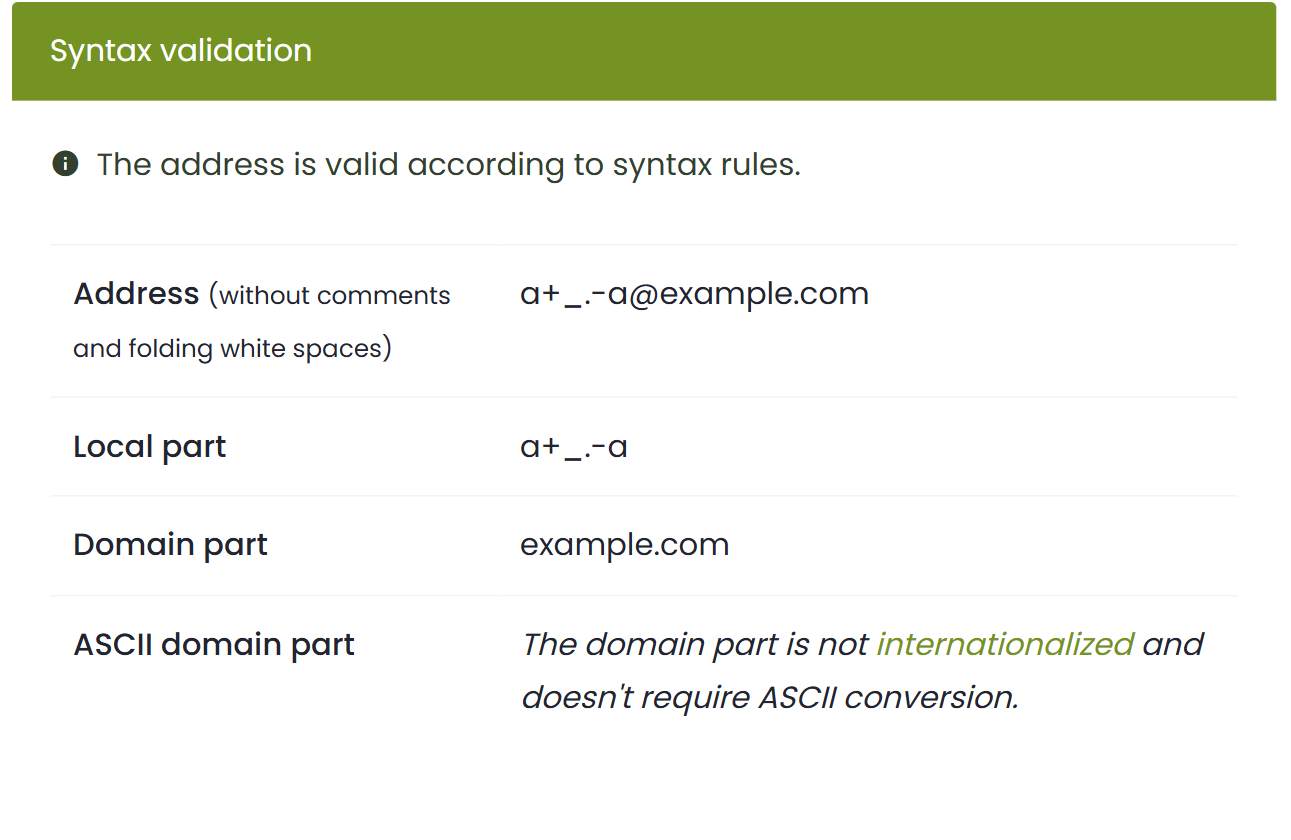 Syntax validation
The address is valid according to syntax rules.
Address (without comments
and folding white spaces)
a+_.-a@example.com
Local part
a+_.-a
Domain part
example.com
ASCII domain part
The domain part is not internationalized and
doesn't require ASCII conversion.